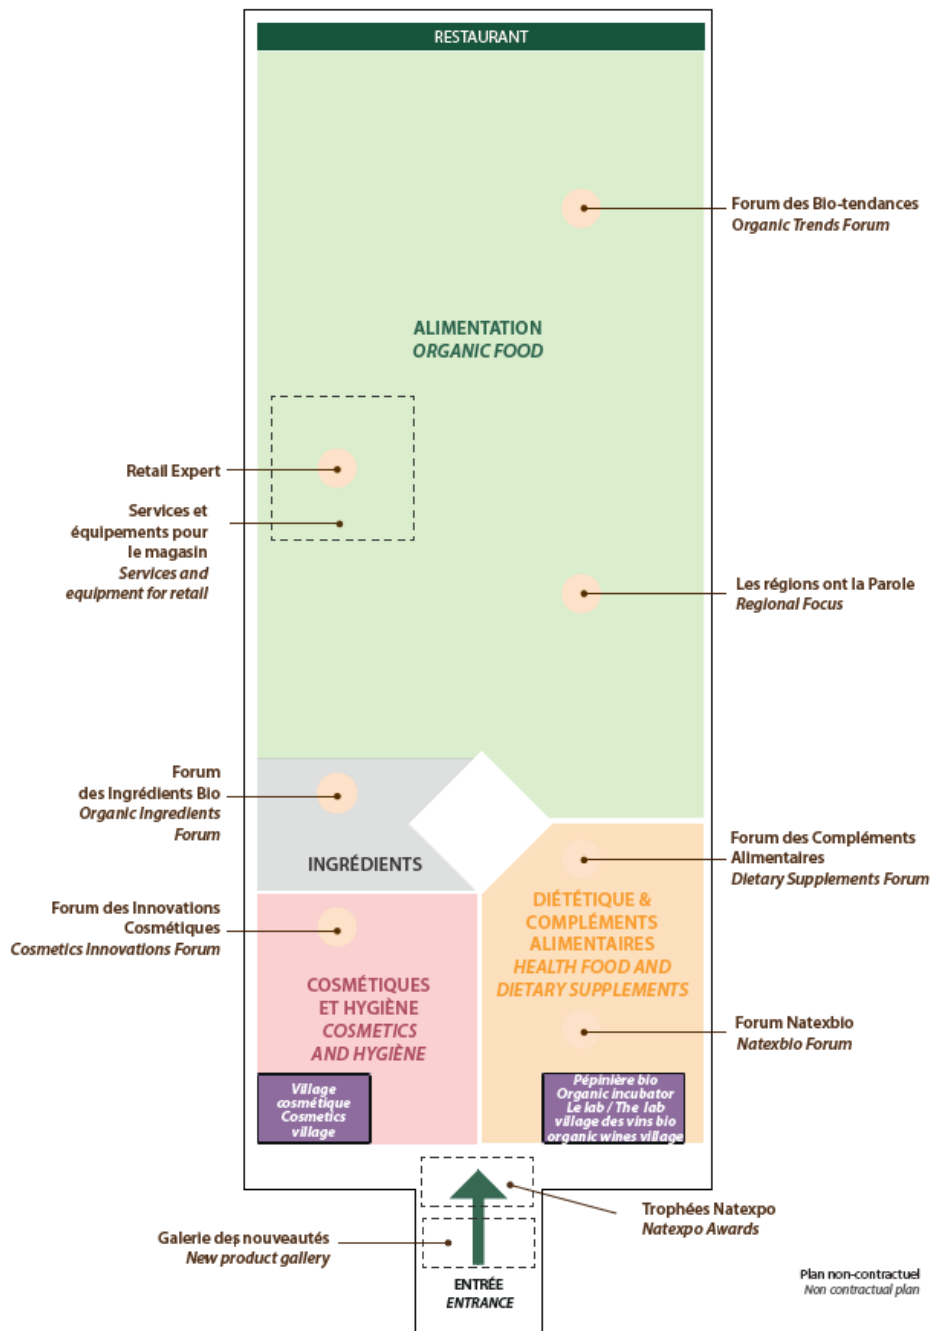 RESTAURANT
Forum des Bio-tendances
Organic Trends Forum
ALIMENTATION
ORGANIC FOOD
Retail Expert
Services et
équipements pour
le magasin
Services and
equipment for retail
Les régions ont la Parole
Regional Focus
Forum
des Ingrédients Bio
Organic Ingredients
Forum
INGRÉDIENTS
Forum des Compléments
Alimentaires
Dietary Supplements Forum
DIÉTÉTIQUE &
COMPLÉMENTS
ALIMENTAIRES
HEALTH FOOD AND
DIETARY SUPPLEMENTS
Forum des Innovations
Cosmétiques
Cosmetics Innovations Forum
COSMÉTIQUES
ET HYGIÈNE
COSMETICS
AND HYGIÈNE
Forum Natexbio
Natexbio Forum
Village
cosmétique
Cosmetics
village
Pépinière bio
Organic incubator
Le lab / The lab
village des vins bio
organic wines village
Trophées Natexpo
Natexpo Awards
Galerie des nouveautés
New product gallery
ENTRÉE
ENTRANCE
Plan non-contractuel
Non contractual plan